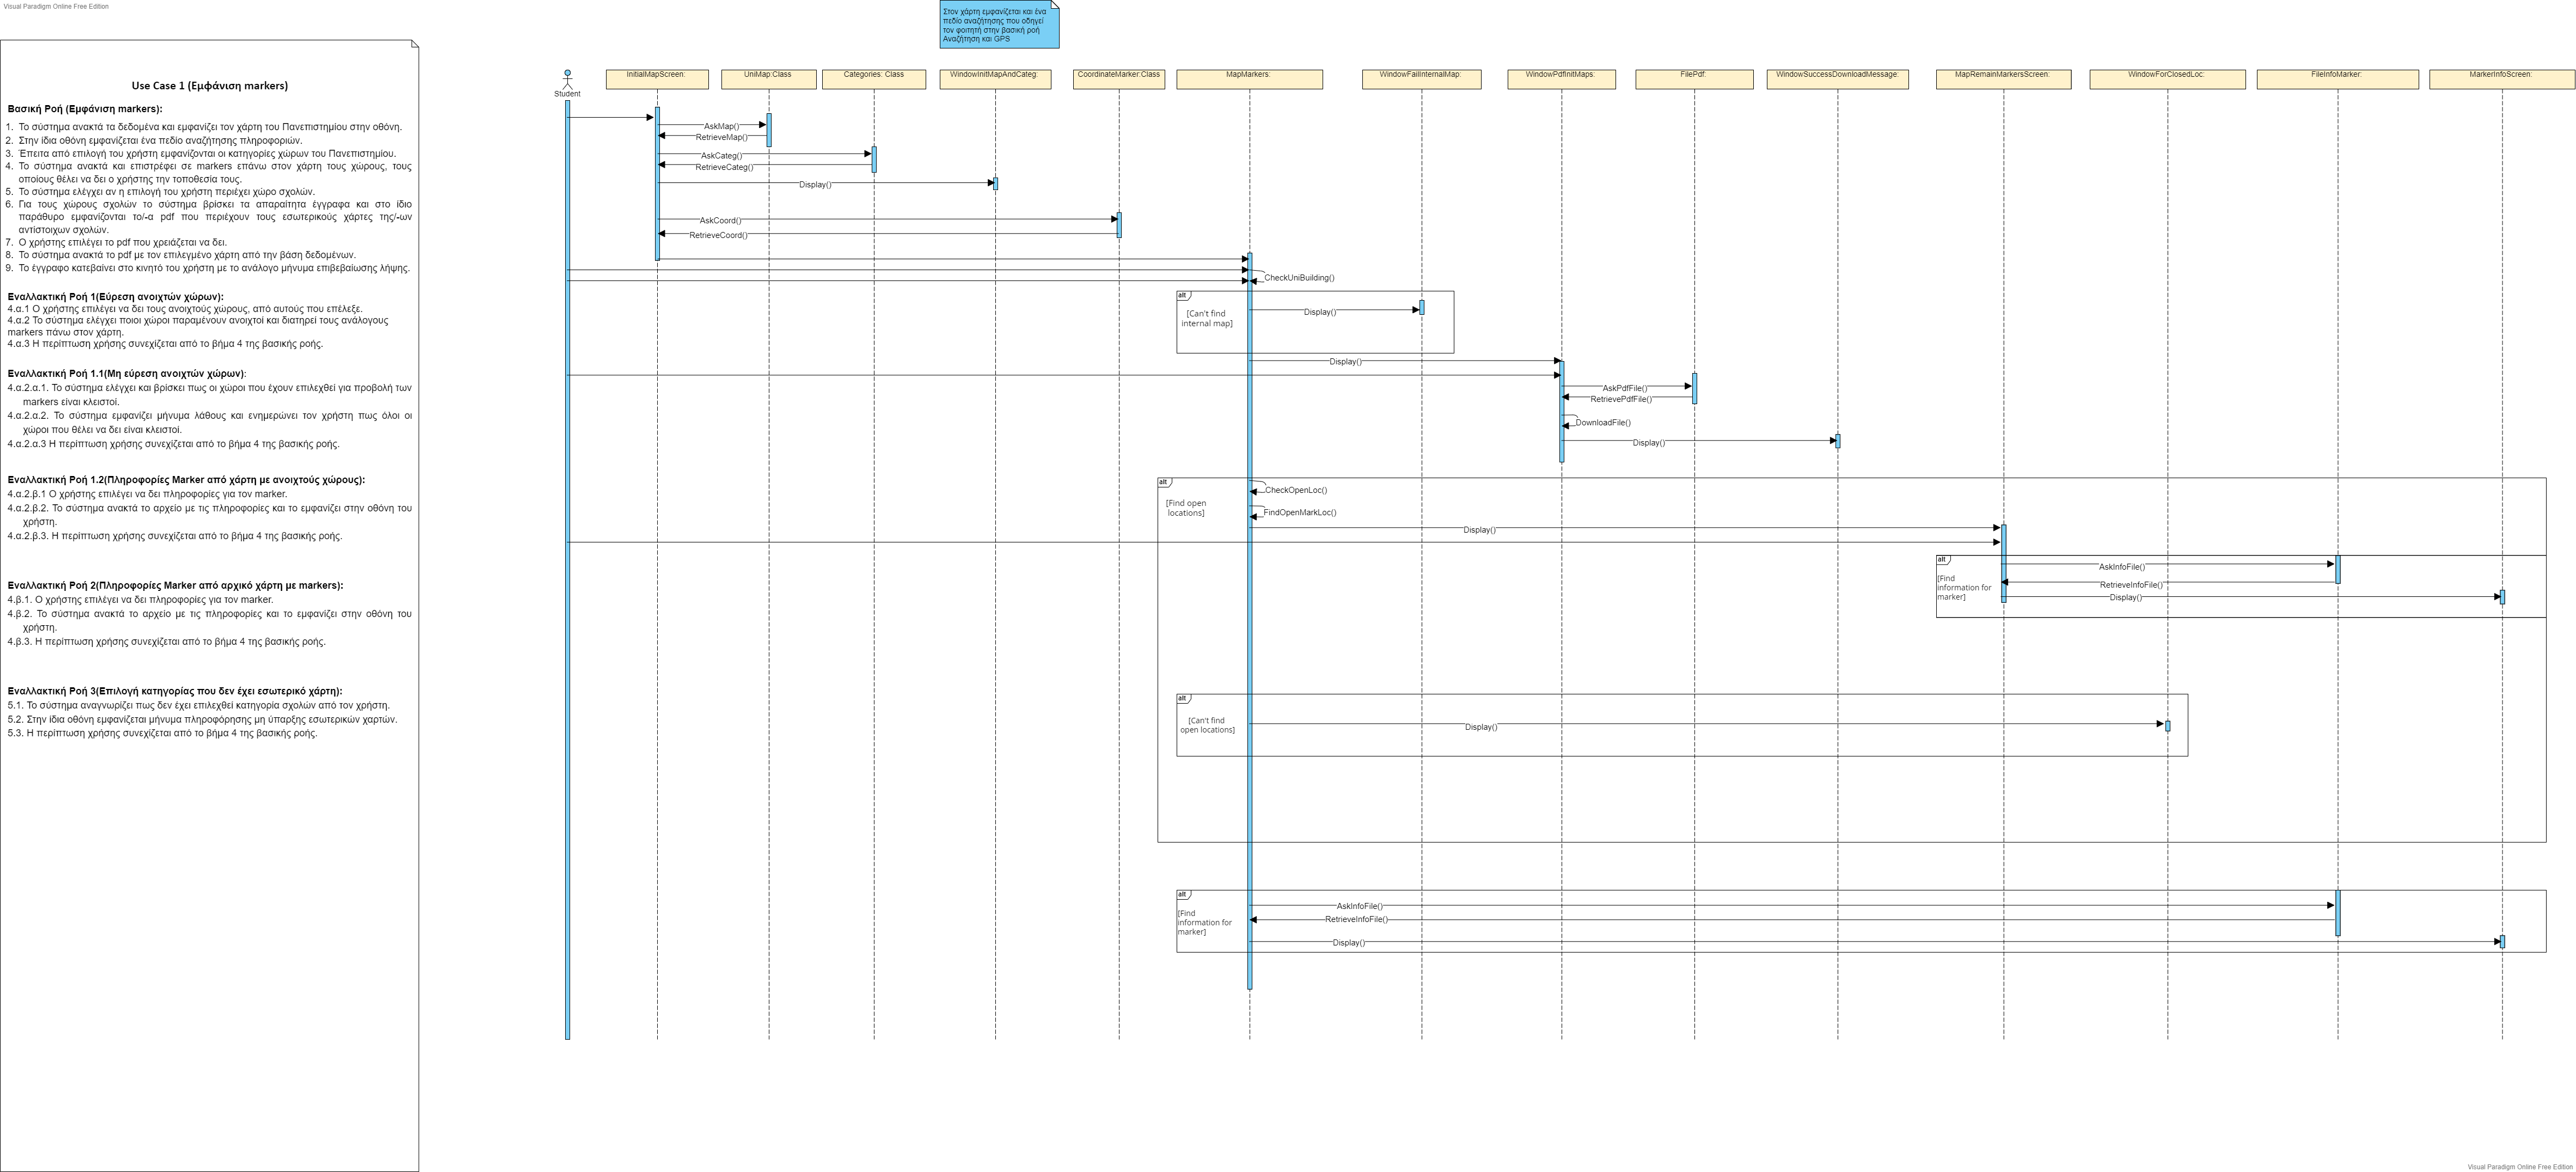 Visual Paradigm Online Free Edition
Στον χάρτη εμφανίζεται και ένα
πεδίο αναζήτησης που οδηγεί
τον φοιτητή στην βασική ροή
Αναζήτηση και GPS
Use Case 1 (Εμφάνιση markers)
Βασική Ροή (Εμφάνιση markers):
1. Το σύστημα ανακτά τα δεδομένα και εμφανίζει τον χάρτη του Πανεπιστημίου στην οθόνη.
2. Στην ίδια οθόνη εμφανίζεται ένα πεδίο αναζήτησης πληροφοριών.
3. Έπειτα από επιλογή του χρήστη εμφανίζονται οι κατηγορίες χώρων του Πανεπιστημίου.
4. Το σύστημα ανακτά και επιστρέφει σε markers επάνω στον χάρτη τους χώρους, τους
οποίους θέλει να δει ο χρήστης την τοποθεσία τους.
5. Το σύστημα ελέγχει αν η επιλογή του χρήστη περιέχει χώρο σχολών.
6. Για τους χώρους σχολών το σύστημα βρίσκει τα απαραίτητα έγγραφα και στο ίδιο
παράθυρο εμφανίζονται το/-α pdf που περιέχουν τους εσωτερικούς χάρτες της/-ων
αντίστοιχων σχολών.
7. Ο χρήστης επιλέγει το pdf που χρειάζεται να δει.
8. Το σύστημα ανακτά το pdf με τον επιλεγμένο χάρτη από την βάση δεδομένων.
9. Το έγγραφο κατεβαίνει στο κινητό του χρήστη με το ανάλογο μήνυμα επιβεβαίωσης λήψης.
Εναλλακτική Ροή 1(Εύρεση ανοιχτών χώρων):
4.α.1 Ο χρήστης επιλέγει να δει τους ανοιχτούς χώρους, από αυτούς που επέλεξε.
4.α.2 Το σύστημα ελέγχει ποιοι χώροι παραμένουν ανοιχτοί και διατηρεί τους ανάλογους
markers πάνω στον χάρτη.
4.α.3 Η περίπτωση χρήσης συνεχίζεται από το βήμα 4 της βασικής ροής.
Εναλλακτική Ροή 1.1(Μη εύρεση ανοιχτών χώρων):
4.α.2.α.1. Το σύστημα ελέγχει και βρίσκει πως οι χώροι που έχουν επιλεχθεί για προβολή των
markers είναι κλειστοί.
4.α.2.α.2. Το σύστημα εμφανίζει μήνυμα λάθους και ενημερώνει τον χρήστη πως όλοι οι
χώροι που θέλει να δει είναι κλειστοί.
4.α.2.α.3 Η περίπτωση χρήσης συνεχίζεται από το βήμα 4 της βασικής ροής.
Εναλλακτική Ροή 1.2(Πληροφορίες Marker από χάρτη με ανοιχτούς χώρους):
4.α.2.β.1 Ο χρήστης επιλέγει να δει πληροφορίες για τον marker.
4.α.2.β.2. Το σύστημα ανακτά το αρχείο με τις πληροφορίες και το εμφανίζει στην οθόνη του
χρήστη.
4.α.2.β.3. Η περίπτωση χρήσης συνεχίζεται από το βήμα 4 της βασικής ροής.
Εναλλακτική Ροή 2(Πληροφορίες Marker από αρχικό χάρτη με markers):
4.β.1. Ο χρήστης επιλέγει να δει πληροφορίες για τον marker.
4.β.2. Το σύστημα ανακτά το αρχείο με τις πληροφορίες και το εμφανίζει στην οθόνη του
χρήστη.
4.β.3. Η περίπτωση χρήσης συνεχίζεται από το βήμα 4 της βασικής ροής.
Εναλλακτική Ροή 3(Επιλογή κατηγορίας που δεν έχει εσωτερικό χάρτη):
5.1. Το σύστημα αναγνωρίζει πως δεν έχει επιλεχθεί κατηγορία σχολών από τον χρήστη.
5.2. Στην ίδια οθόνη εμφανίζεται μήνυμα πληροφόρησης μη ύπαρξης εσωτερικών χαρτών.
5.3. Η περίπτωση χρήσης συνεχίζεται από το βήμα 4 της βασικής ροής.
Student
InitialMapScreen:
UniMap:Class
Categories: Class
WindowInitMapAndCateg:
CoordinateMarker:Class
MapMarkers:
WindowFailInternalMap:
WindowPdfInitMaps:
FilePdf:
WindowSuccessDownloadMessage:
MapRemainMarkersScreen:
WindowForClosedLoc:
FileInfoMarker:
MarkerInfoScreen:
AskMap()
RetrieveMap()
AskCateg()
RetrieveCateg()
Display()
AskCoord()
RetrieveCoord()
CheckUniBuilding()
alt
[Can't find
internal map]
Display()
Display()
AskPdfFile()
RetrievePdfFile()
DownloadFile()
Display()
alt
[Find open
locations]
CheckOpenLoc()
FindOpenMarkLoc()
Display()
alt
[Find
information for
marker]
AskInfoFile()
RetrieveInfoFile()
Display()
alt
[Can't find
open locations]
Display()
alt
[Find
information for
marker]
AskInfoFile()
RetrieveInfoFile()
Display()
Visual Paradigm Online Free Edition